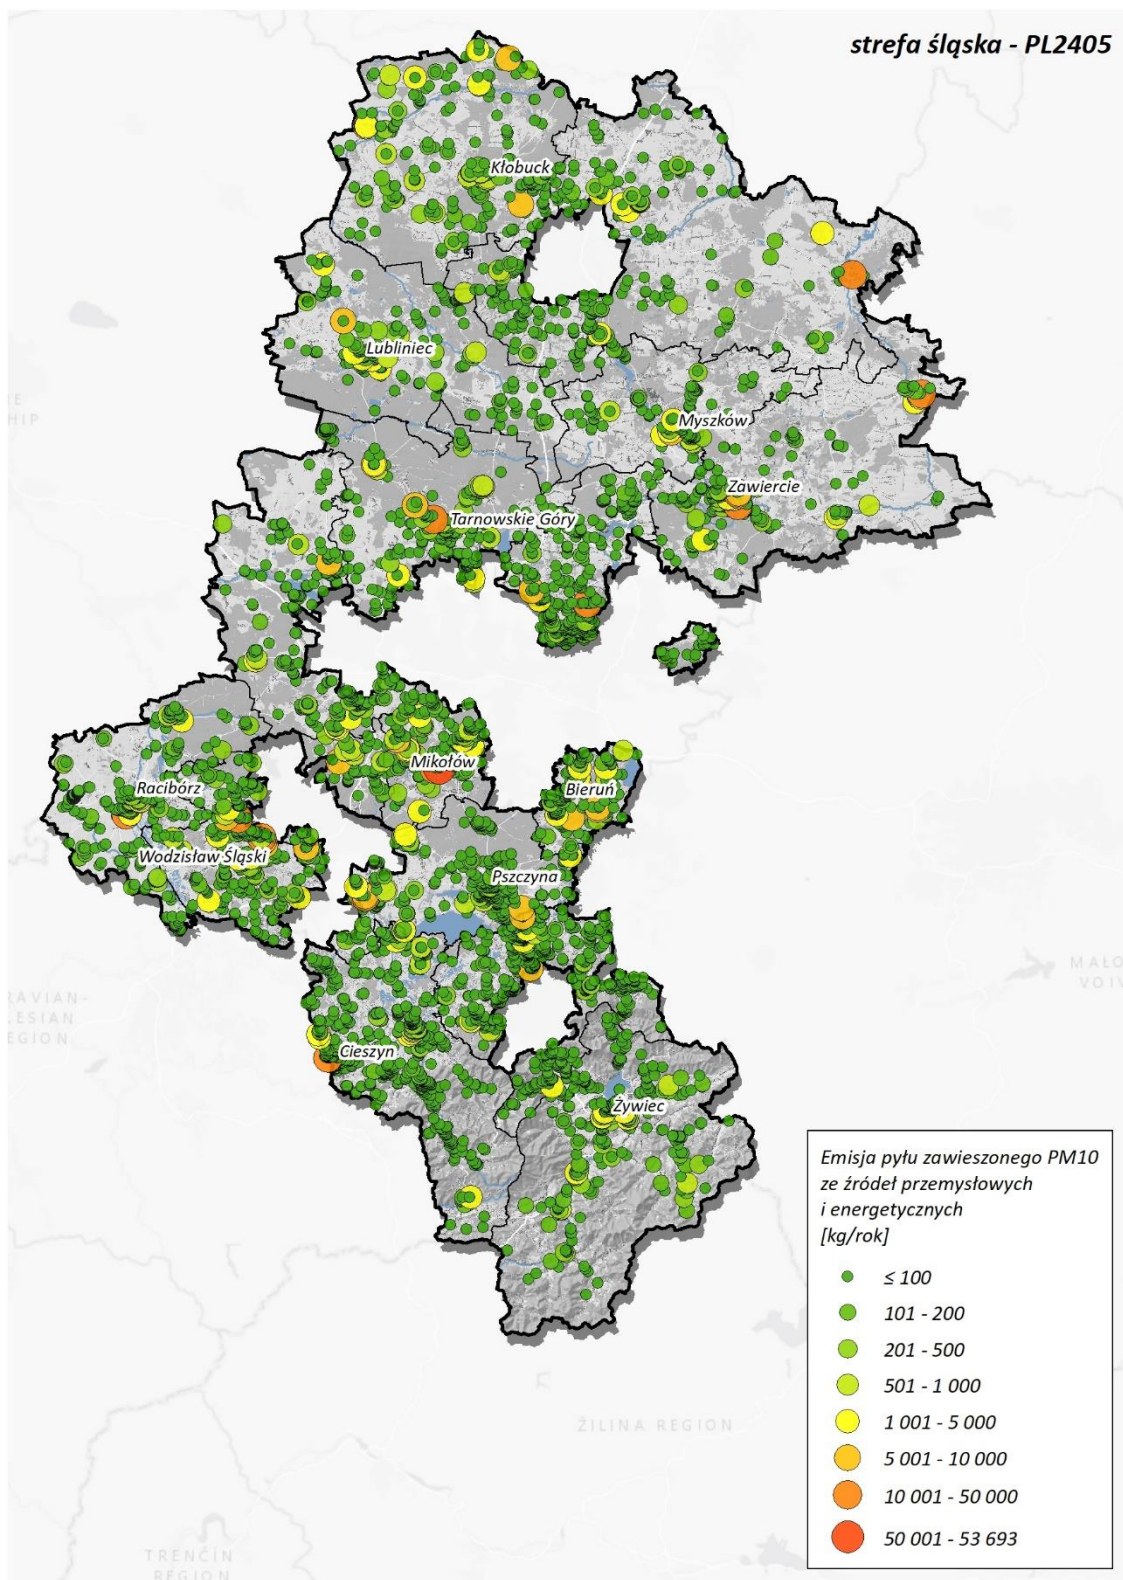 strefa śląska - PL2405
Kłobuck
Lubliniec
Myszków
Zawiercie
Tarnowskie Góry
Mikołów
Bieruń
Racibórz
Wodzisław Śląski
Pszczyna
Cieszyn
Żywiec
HIP
MAŁO
VOIV
RAVIAN-
LESIAN
EGION
ŽILINA REGION
TRENČÍN
REGION
Emisja pyłu zawieszonego PM10
ze źródeł przemysłowych
i energetycznych
[kg/rok]
≤ 100
101 - 200
201 - 500
501 - 1 000
1 001 - 5 000
5 001 - 10 000
10 001 - 50 000
50 001 - 53 693